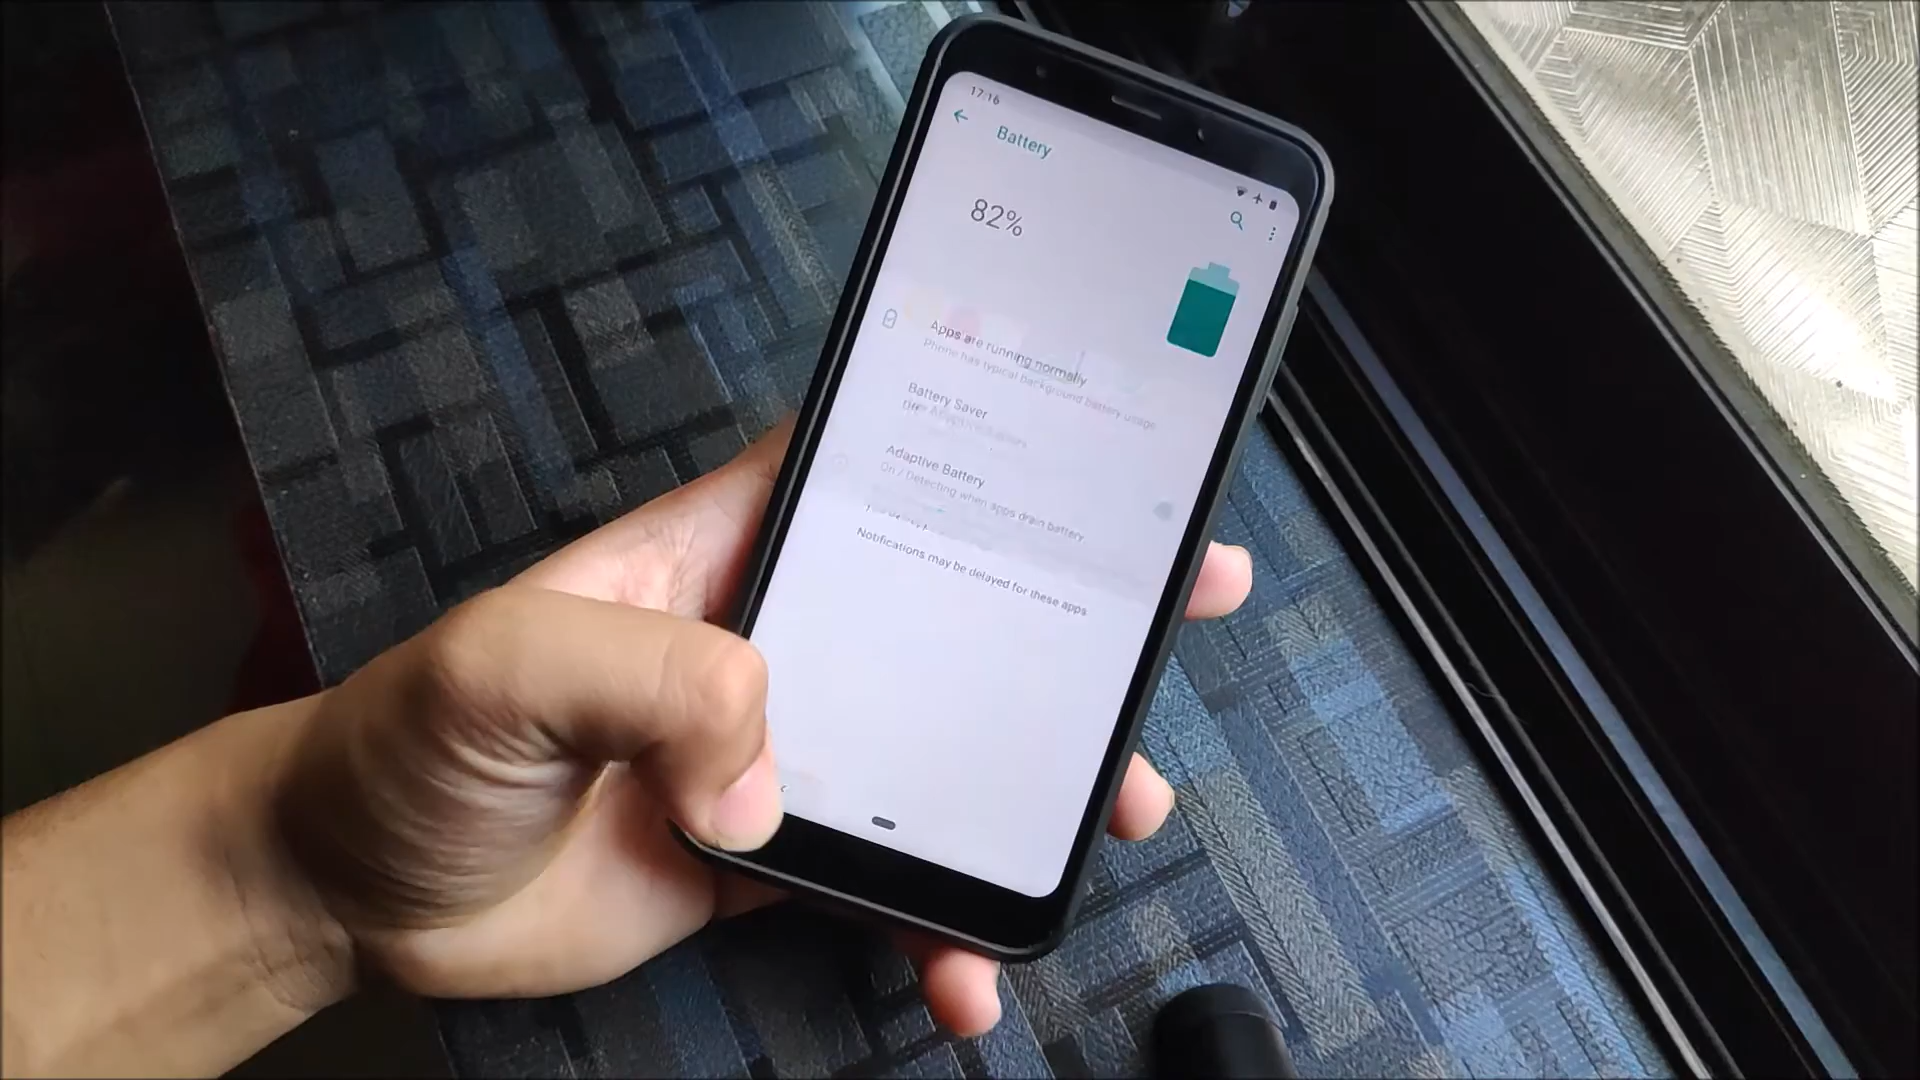 17:16
Battery
82%
Apps are running normally
Phone has typical background battery usage
Battery Saver
Off
Adaptive Battery
On / Detecting when apps drain battery
Notifications may be delayed for these apps